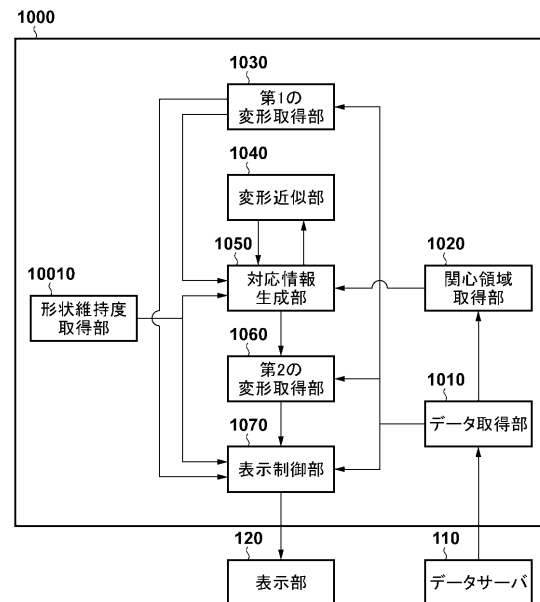 1000
1030
第1の
変形取得部
1040
変形近似部
1050
対応情報
生成部
1020
関心領域
取得部
10010
形状維持度
取得部
1060
第2の
変形取得部
1010
データ取得部
1070
表示制御部
120
表示部
110
データサーバ